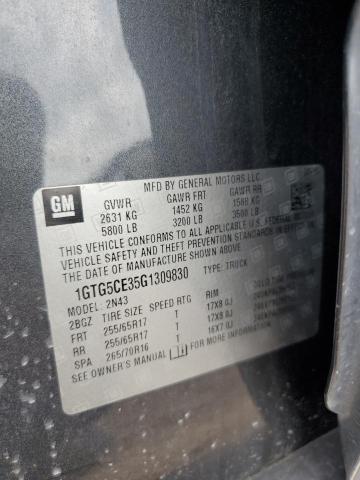 GM
MFD BY GENERAL MOTORS LLC
GVWR GAWR FRT GAWR RR
2631 KG 1452 KG 1588 KG
5800 LB 3200 LB 3500 LB
THIS VEHICLE CONFORMS TO ALL APPLICABLE U.S. FEDERAL
VEHICLE SAFETY AND THEFT PREVENTION STANDARDS IN
EFFECT ON THE DATE OF MANUFACTURE SHOWN ABOVE.
1GTG5CE35G1309830 TYPE: TRUCK
MODEL: 2N43
2BGZ TIRE SIZE SPEED RTG RIM COLD TIRE
FRT 255/65R17 T 17X8.0J
RR 255/65R17 T 17X8.0J
SPA 265/70R16 T 16X7.0J
SEE OWNER'S MANUAL FOR ADDITIONAL INFORMATION